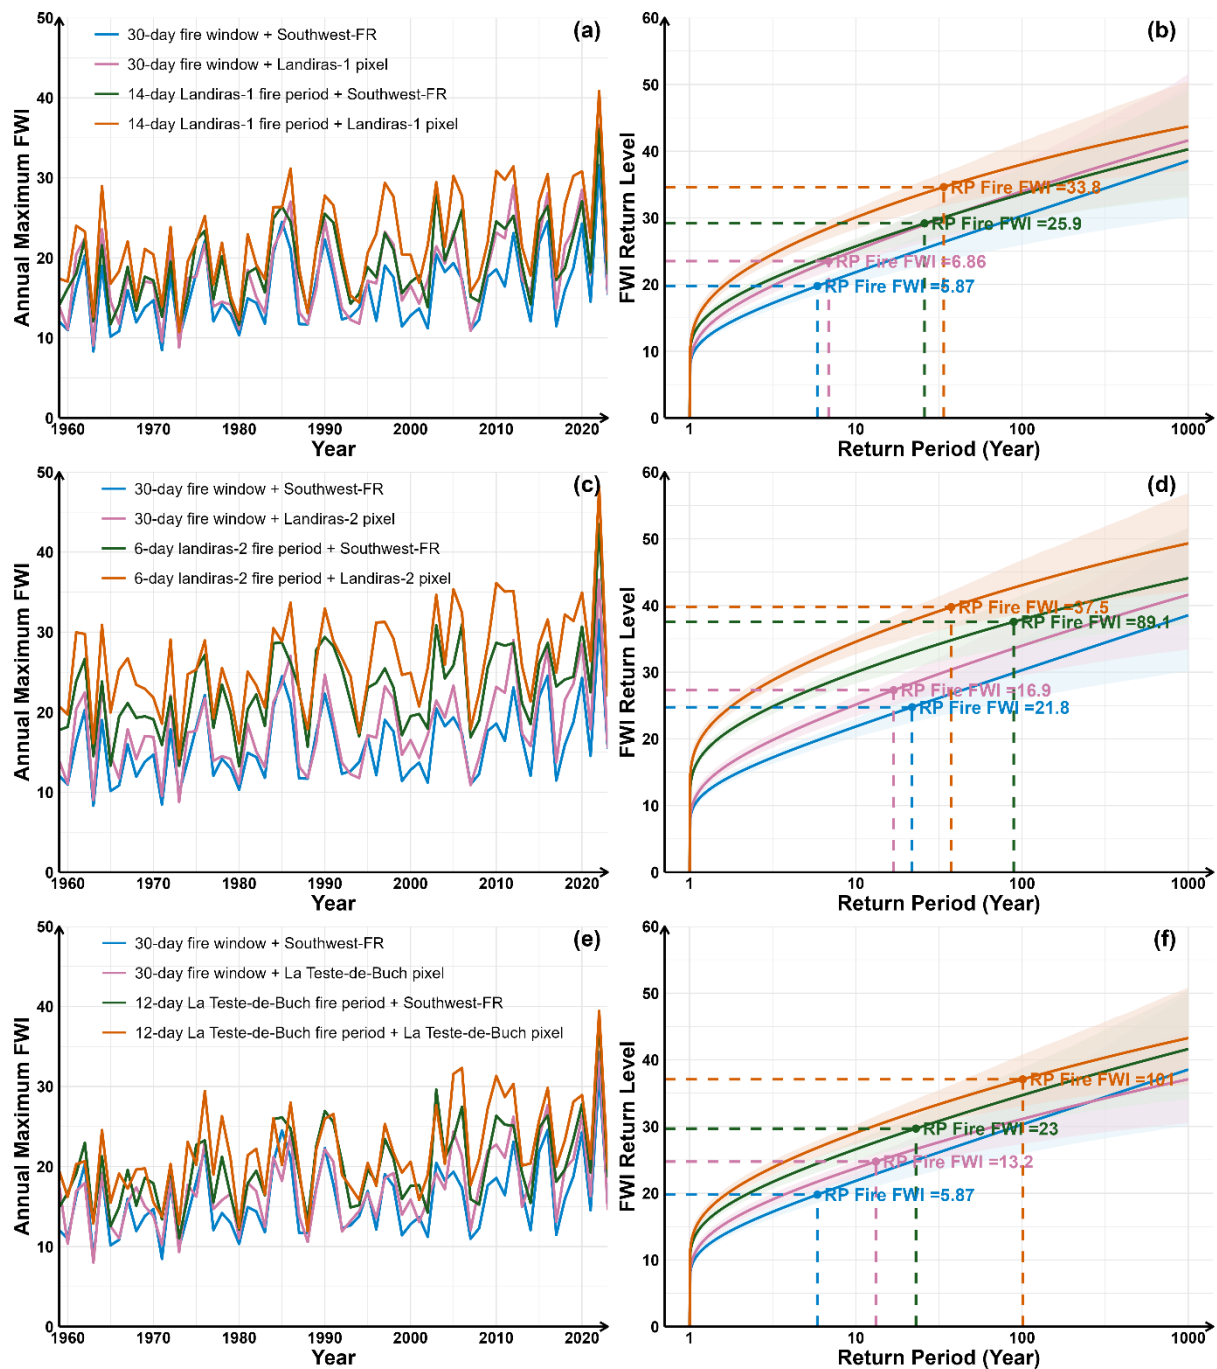 (a)
30-day fire window + Southwest-FR
30-day fire window + Landiras-1 pixel
14-day Landiras-1 fire period + Southwest-FR
14-day Landiras-1 fire period + Landiras-1 pixel
Annual Maximum FWI
50
40
30
20
10
0
1960 1970 1980 1990 2000 2010 2020
Year
(b)
FWI Return Level
60
50
40
30
20
10
0
RP Fire FWI =33.8
RP Fire FWI =25.9
RP Fire FWI =6.86
RP Fire FWI =5.87
1 10 100 1000
Return Period (Year)
(c)
30-day fire window + Southwest-FR
30-day fire window + Landiras-2 pixel
6-day landiras-2 fire period + Southwest-FR
6-day landiras-2 fire period + Landiras-2 pixel
Annual Maximum FWI
50
40
30
20
10
0
1960 1970 1980 1990 2000 2010 2020
Year
(d)
FWI Return Level
60
50
40
30
20
10
0
RP Fire FWI =37.5
RP Fire FWI =89.1
RP Fire FWI =16.9
RP Fire FWI =21.8
1 10 100 1000
Return Period (Year)
(e)
30-day fire window + Southwest-FR
30-day fire window + La Teste-de-Buch pixel
12-day La Teste-de-Buch fire period + Southwest-FR
12-day La Teste-de-Buch fire period + La Teste-de-Buch pixel
Annual Maximum FWI
50
40
30
20
10
0
1960 1970 1980 1990 2000 2010 2020
Year
(f)
FWI Return Level
60
50
40
30
20
10
0
RP Fire FWI =101
RP Fire FWI =23
RP Fire FWI =13.2
RP Fire FWI =5.87
1 10 100 1000
Return Period (Year)